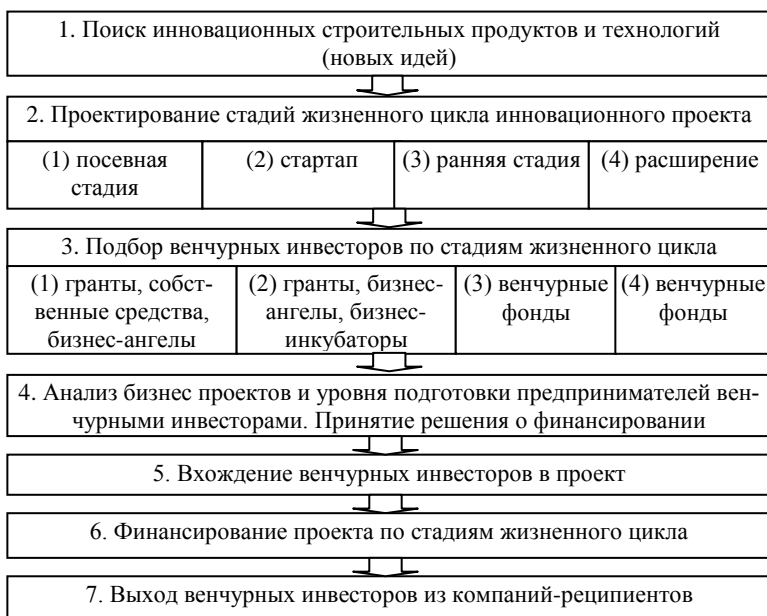 1. Поиск инновационных строительных продуктов и технологий
(новых идей)
2. Проектирование стадий жизненного цикла инновационного проекта
(1) посевная
стадия
(2) стартап
(3) ранняя стадия
(4) расширение
3. Подбор венчурных инвесторов по стадиям жизненного цикла
(1) гранты, собст-
венные средства,
бизнес-ангелы
(2) гранты, бизнес-
ангелы, бизнес-
инкубаторы
(3) венчурные
фонды
(4) венчурные
фонды
4. Анализ бизнес проектов и уровня подготовки предпринимателей вен-
чурными инвесторами. Принятие решения о финансировании
5. Вхождение венчурных инвесторов в проект
6. Финансирование проекта по стадиям жизненного цикла
7. Выход венчурных инвесторов из компаний-реципиентов